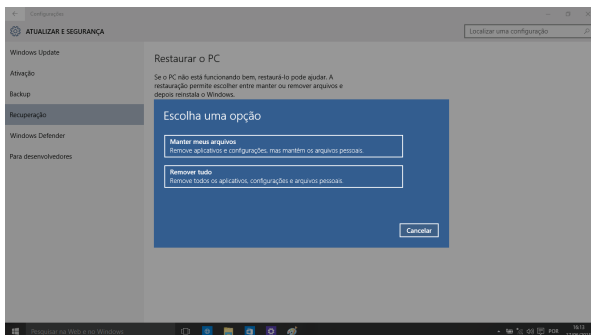 Configurações
ATUALIZAR E SEGURANÇA
Localizar uma configuração
Windows Update
Ativação
Backup
Recuperação
Windows Defender
Para desenvolvedores
Restaurar o PC
Se o PC não está funcionando bem, restaurá-lo pode ajudar. A
restauração permite escolher entre manter ou remover arquivos e
depois reinstala o Windows.
Escolha uma opção
Manter meus arquivos
Remove aplicativos e configurações, mas mantém os arquivos pessoais.
Remover tudo
Remove todos os aplicativos, configurações e arquivos pessoais.
Cancelar
Pesquisar na Web e no Windows
POR
16:13